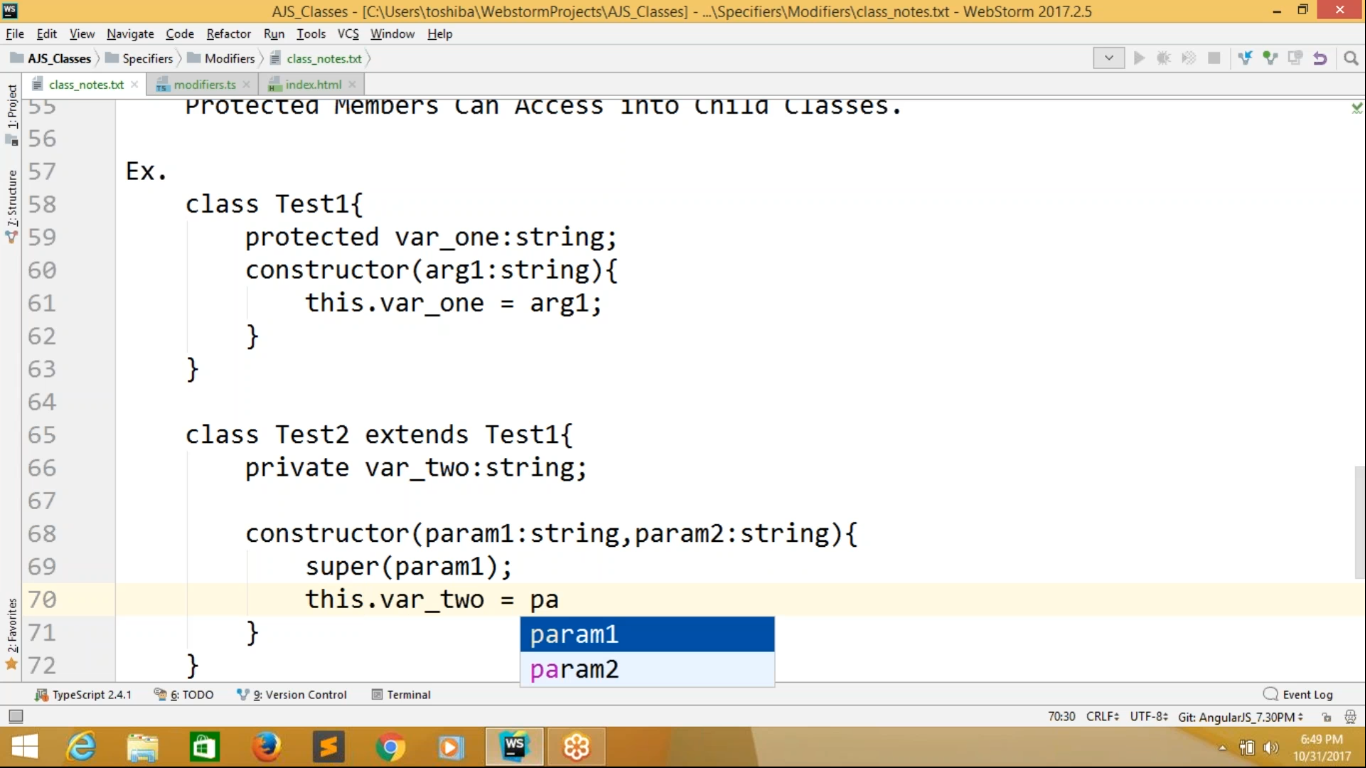 WS AJS_Classes - [C:\Users\toshiba\WebstormProjects\AJS_Classes] - ...\Specifiers\Modifiers\class_notes.txt - WebStorm 2017.2.5
File Edit View Navigate Code Refactor Run Tools VCS Window Help
AJS_Classes Specifiers Modifiers class_notes.txt
class_notes.txt modifiers.ts index.html
1: Project
7: Structure
2: Favorites
55 Protected Members Can Access into Child Classes.
56
57 Ex.
58 class Test1{
59 protected var_one:string;
60 constructor(arg1:string){
61 this.var_one = arg1;
62 }
63 }
64
65 class Test2 extends Test1{
66 private var_two:string;
67
68 constructor(param1:string,param2:string){
69 super(param1);
70 this.var_two = pa
71 }
72 }
param1
param2
TypeScript 2.4.1 6: TODO 9: Version Control Terminal Event Log
70:30 CRLF UTF-8 Git: AngularJS_7.30PM
WS
6:49 PM
10/31/2017